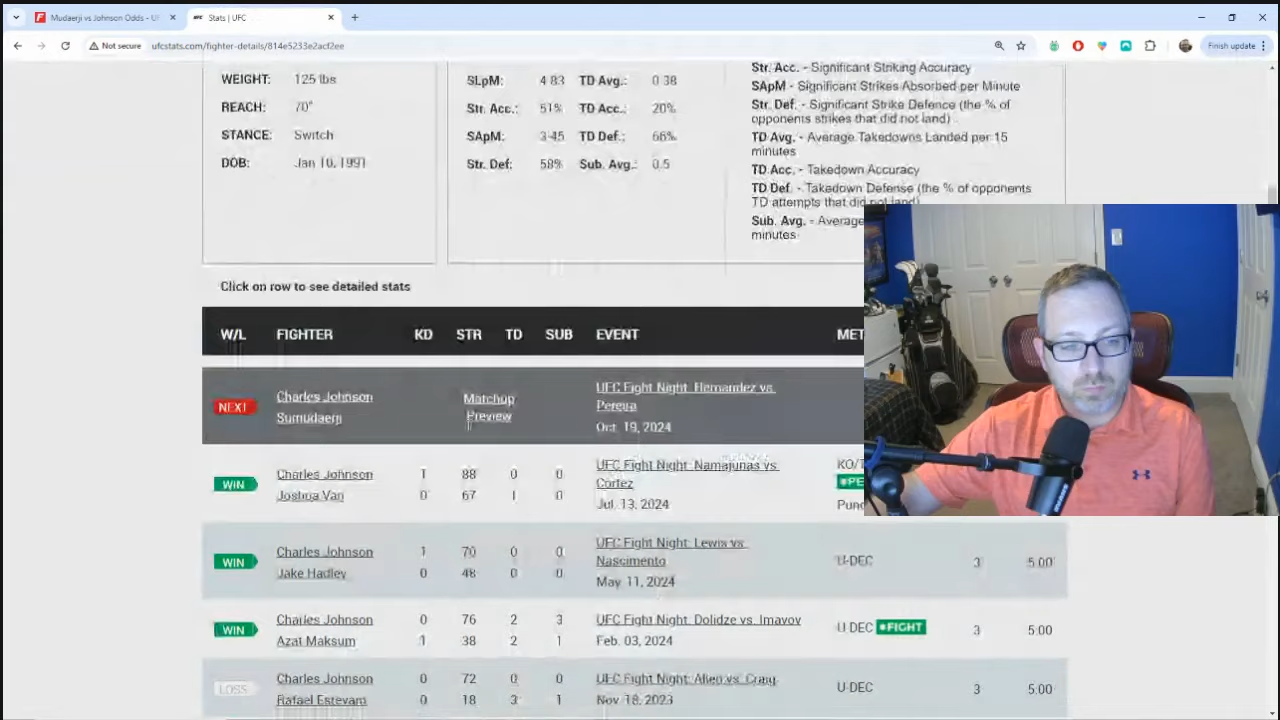 Mudaerji vs Johnson Odds - UF
Stats | UFC
Not secure
ufcstats.com/fighter-details/814e5233e2acf2ee
Finish update
WEIGHT: 125 lbs
REACH: 70"
STANCE: Switch
DOB: Jan 10, 1991
SLpM: 4.83 TD Avg.: 0.38
Str. Acc.: 51% TD Acc.: 20%
SApM: 3.45 TD Def.: 66%
Str. Def: 58% Sub. Avg.: 0.5
Str. Acc. - Significant Striking Accuracy
SApM - Significant Strikes Absorbed per Minute
Str. Def. - Significant Strike Defence (the % of
opponents strikes that did not land)
TD Avg. - Average Takedowns Landed per 15
minutes
TD Acc. - Takedown Accuracy
TD Def. - Takedown Defense (the % of opponents
TD attempts that did not land)
Sub. Avg. - Average
minutes
Click on row to see detailed stats
W/L FIGHTER KD STR TD SUB EVENT MET
NEXT Charles Johnson Matchup UFC Fight Night: Hernandez vs.
Sumudaerji Preview Pereira
Oct. 19, 2024
WIN Charles Johnson 1 88 0 0 UFC Fight Night: Namajunas vs. KO/T
Joshua Van 0 67 1 0 Cortez PE
Jul. 13, 2024 Punc
WIN Charles Johnson 1 70 0 0 UFC Fight Night: Lewis vs. U-DEC 3 5:00
Jake Hadley 0 48 0 0 Nascimento
May 11, 2024
WIN Charles Johnson 0 76 2 3 UFC Fight Night: Dolidze vs. Imavov U-DEC FIGHT 3 5:00
Azat Maksum 1 38 2 1 Feb. 03, 2024
LOSS Charles Johnson 0 72 0 0 UFC Fight Night: Allen vs. Craig U-DEC 3 5:00
Rafael Estevam 0 18 3 1 Nov. 18, 2023